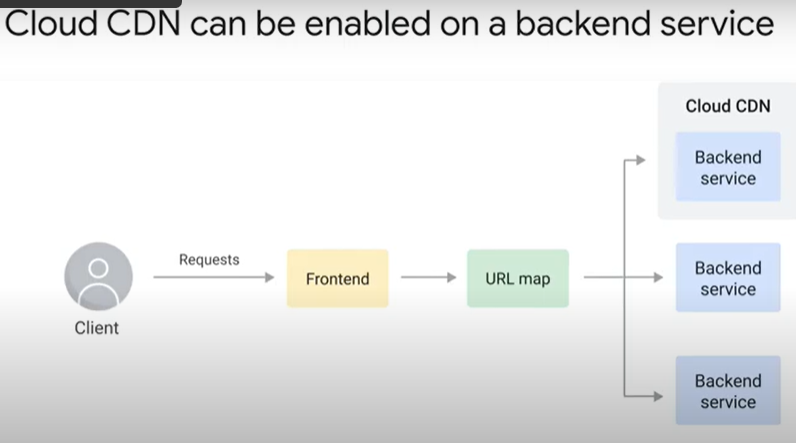 Cloud CDN can be enabled on a backend service
Cloud CDN
Backend
service
Requests
Frontend
URL map
Backend
service
Client
Backend
service